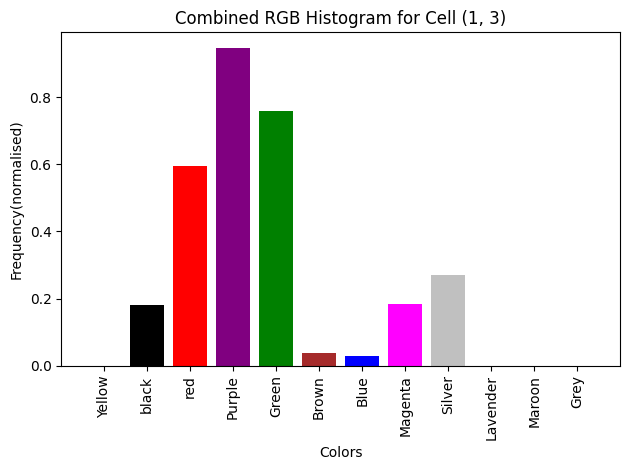 Combined RGB Histogram for Cell (1, 3)
Frequency(normalised)
0.8
0.6
0.4
0.2
0.0
Yellow
black
red
Purple
Green
Brown
Blue
Magenta
Silver
Lavender
Maroon
Grey
Colors